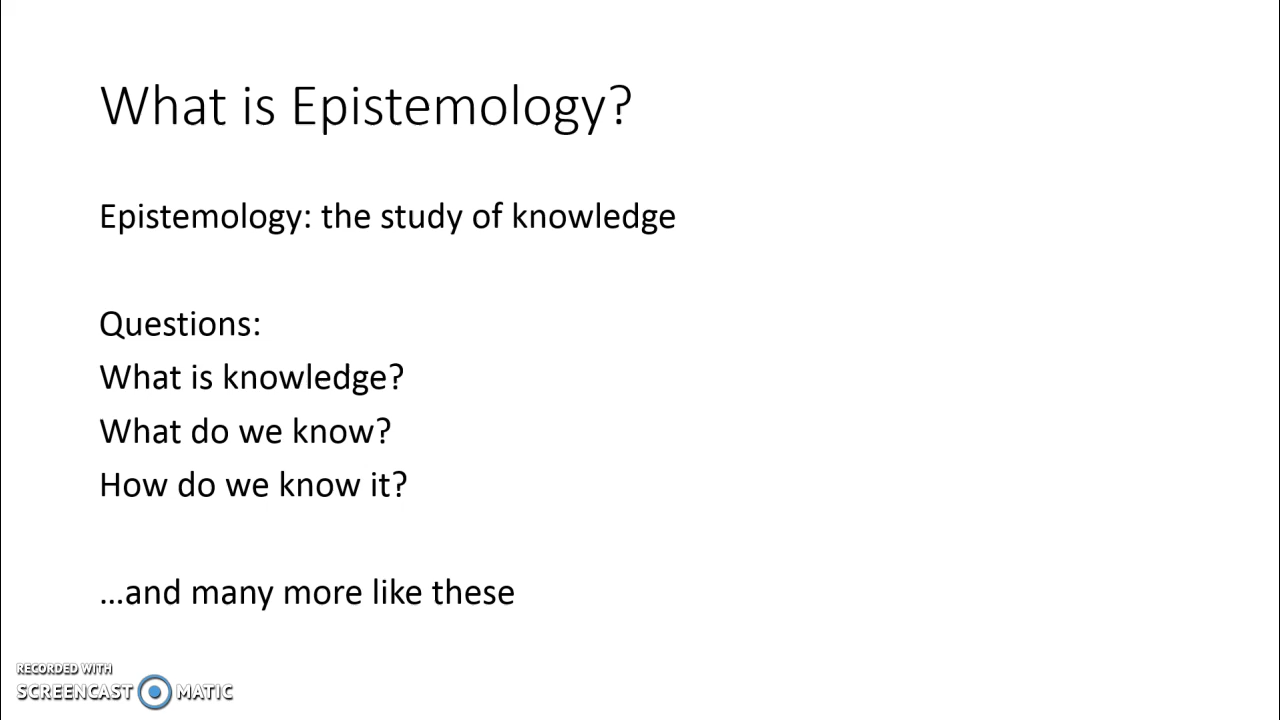 What is Epistemology?
Epistemology: the study of knowledge
Questions:
What is knowledge?
What do we know?
How do we know it?
...and many more like these
RECORDED WITH
SCREENCAST MATIC